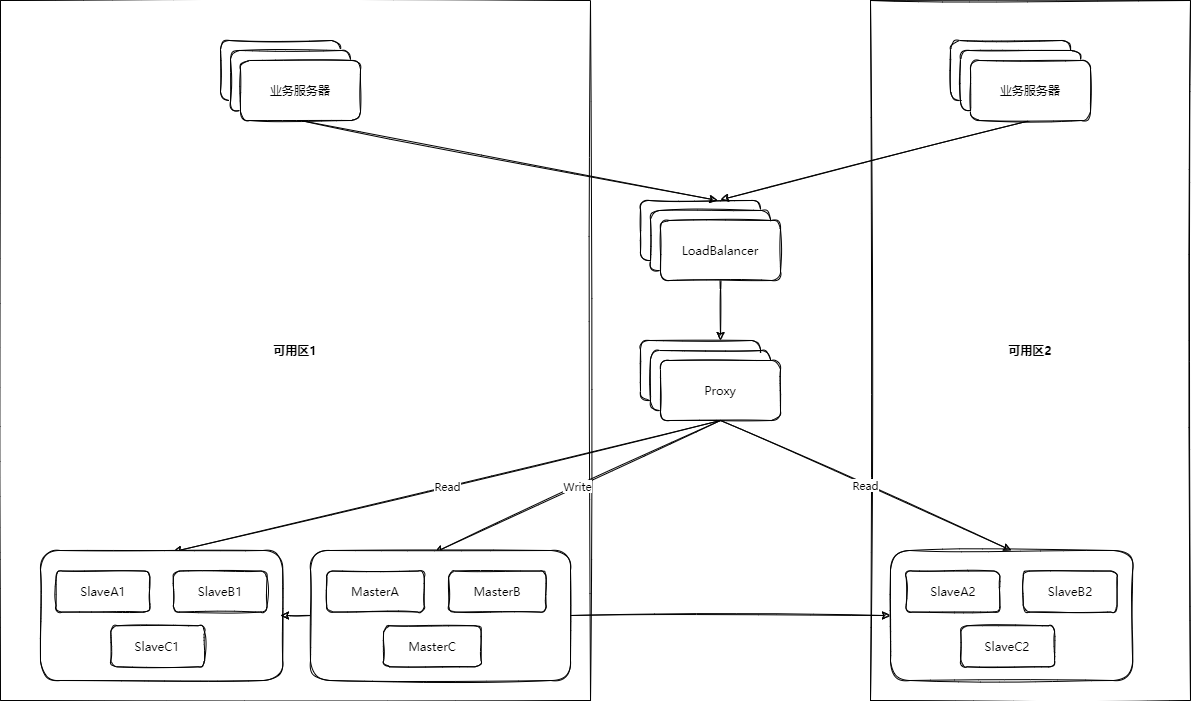 业务服务器
业务服务器
LoadBalancer
可用区1
可用区2
Proxy
Read
Write
Read
SlaveA1
SlaveB1
MasterA
MasterB
SlaveA2
SlaveB2
SlaveC1
MasterC
SlaveC2